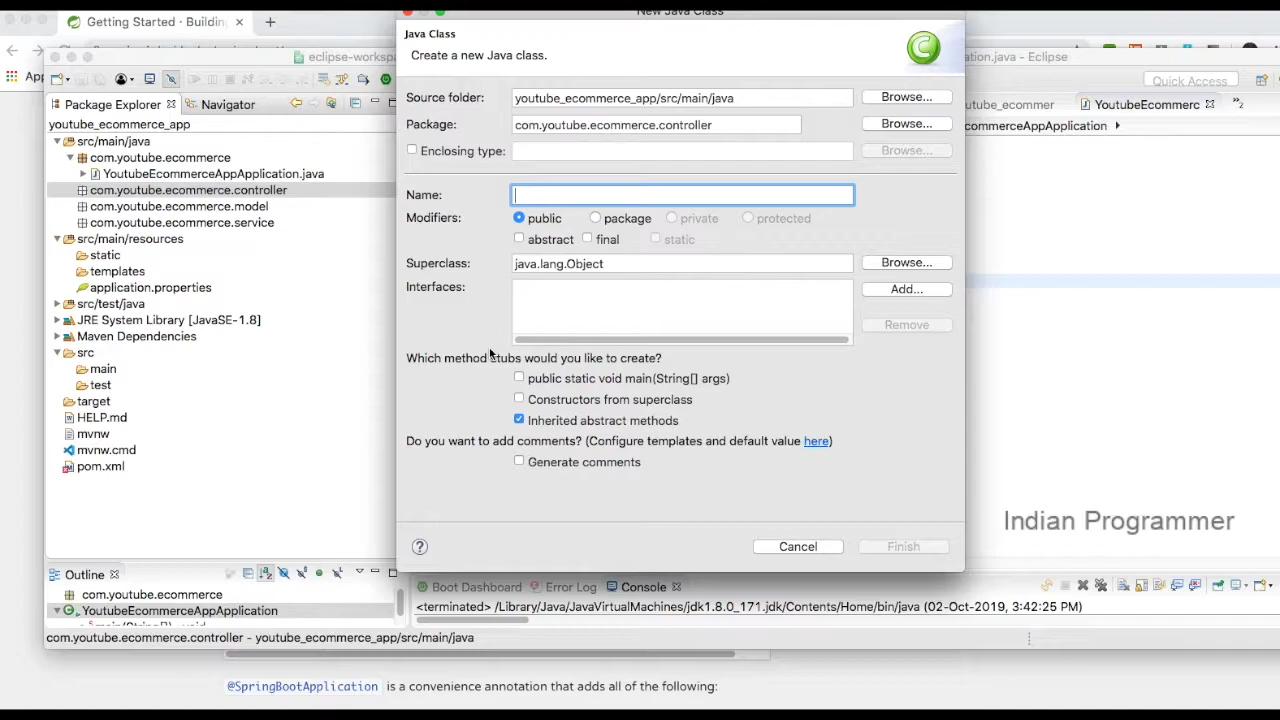 Getting Started · Building
New Java Class
Java Class
Create a new Java class.
eclipse-workspa
ation.java - Eclipse
Quick Access
Package Explorer
Navigator
utube_ecommer
YoutubeEcommerc
youtube_ecommerce_app
commerceAppApplication
src/main/java
com.youtube.ecommerce
YoutubeEcommerceAppApplication.java
com.youtube.ecommerce.controller
com.youtube.ecommerce.model
com.youtube.ecommerce.service
src/main/resources
static
templates
application.properties
src/test/java
JRE System Library [JavaSE-1.8]
Maven Dependencies
src
main
test
target
HELP.md
mvnw
mvnw.cmd
pom.xml
Source folder: youtube_ecommerce_app/src/main/java Browse...
Package: com.youtube.ecommerce.controller Browse...
Enclosing type: Browse...
Name:
Modifiers: public package private protected
abstract final static
Superclass: java.lang.Object Browse...
Interfaces: Add...
Remove
Which method stubs would you like to create?
public static void main(String[] args)
Constructors from superclass
Inherited abstract methods
Do you want to add comments? (Configure templates and default value here)
Generate comments
Cancel Finish
Indian Programmer
Outline
com.youtube.ecommerce
YoutubeEcommerceAppApplication
Boot Dashboard Error Log Console
<terminated> /Library/Java/JavaVirtualMachines/jdk1.8.0_171.jdk/Contents/Home/bin/java (02-Oct-2019, 3:42:25 PM)
com.youtube.ecommerce.controller - youtube_ecommerce_app/src/main/java
@SpringBootApplication is a convenience annotation that adds all of the following: